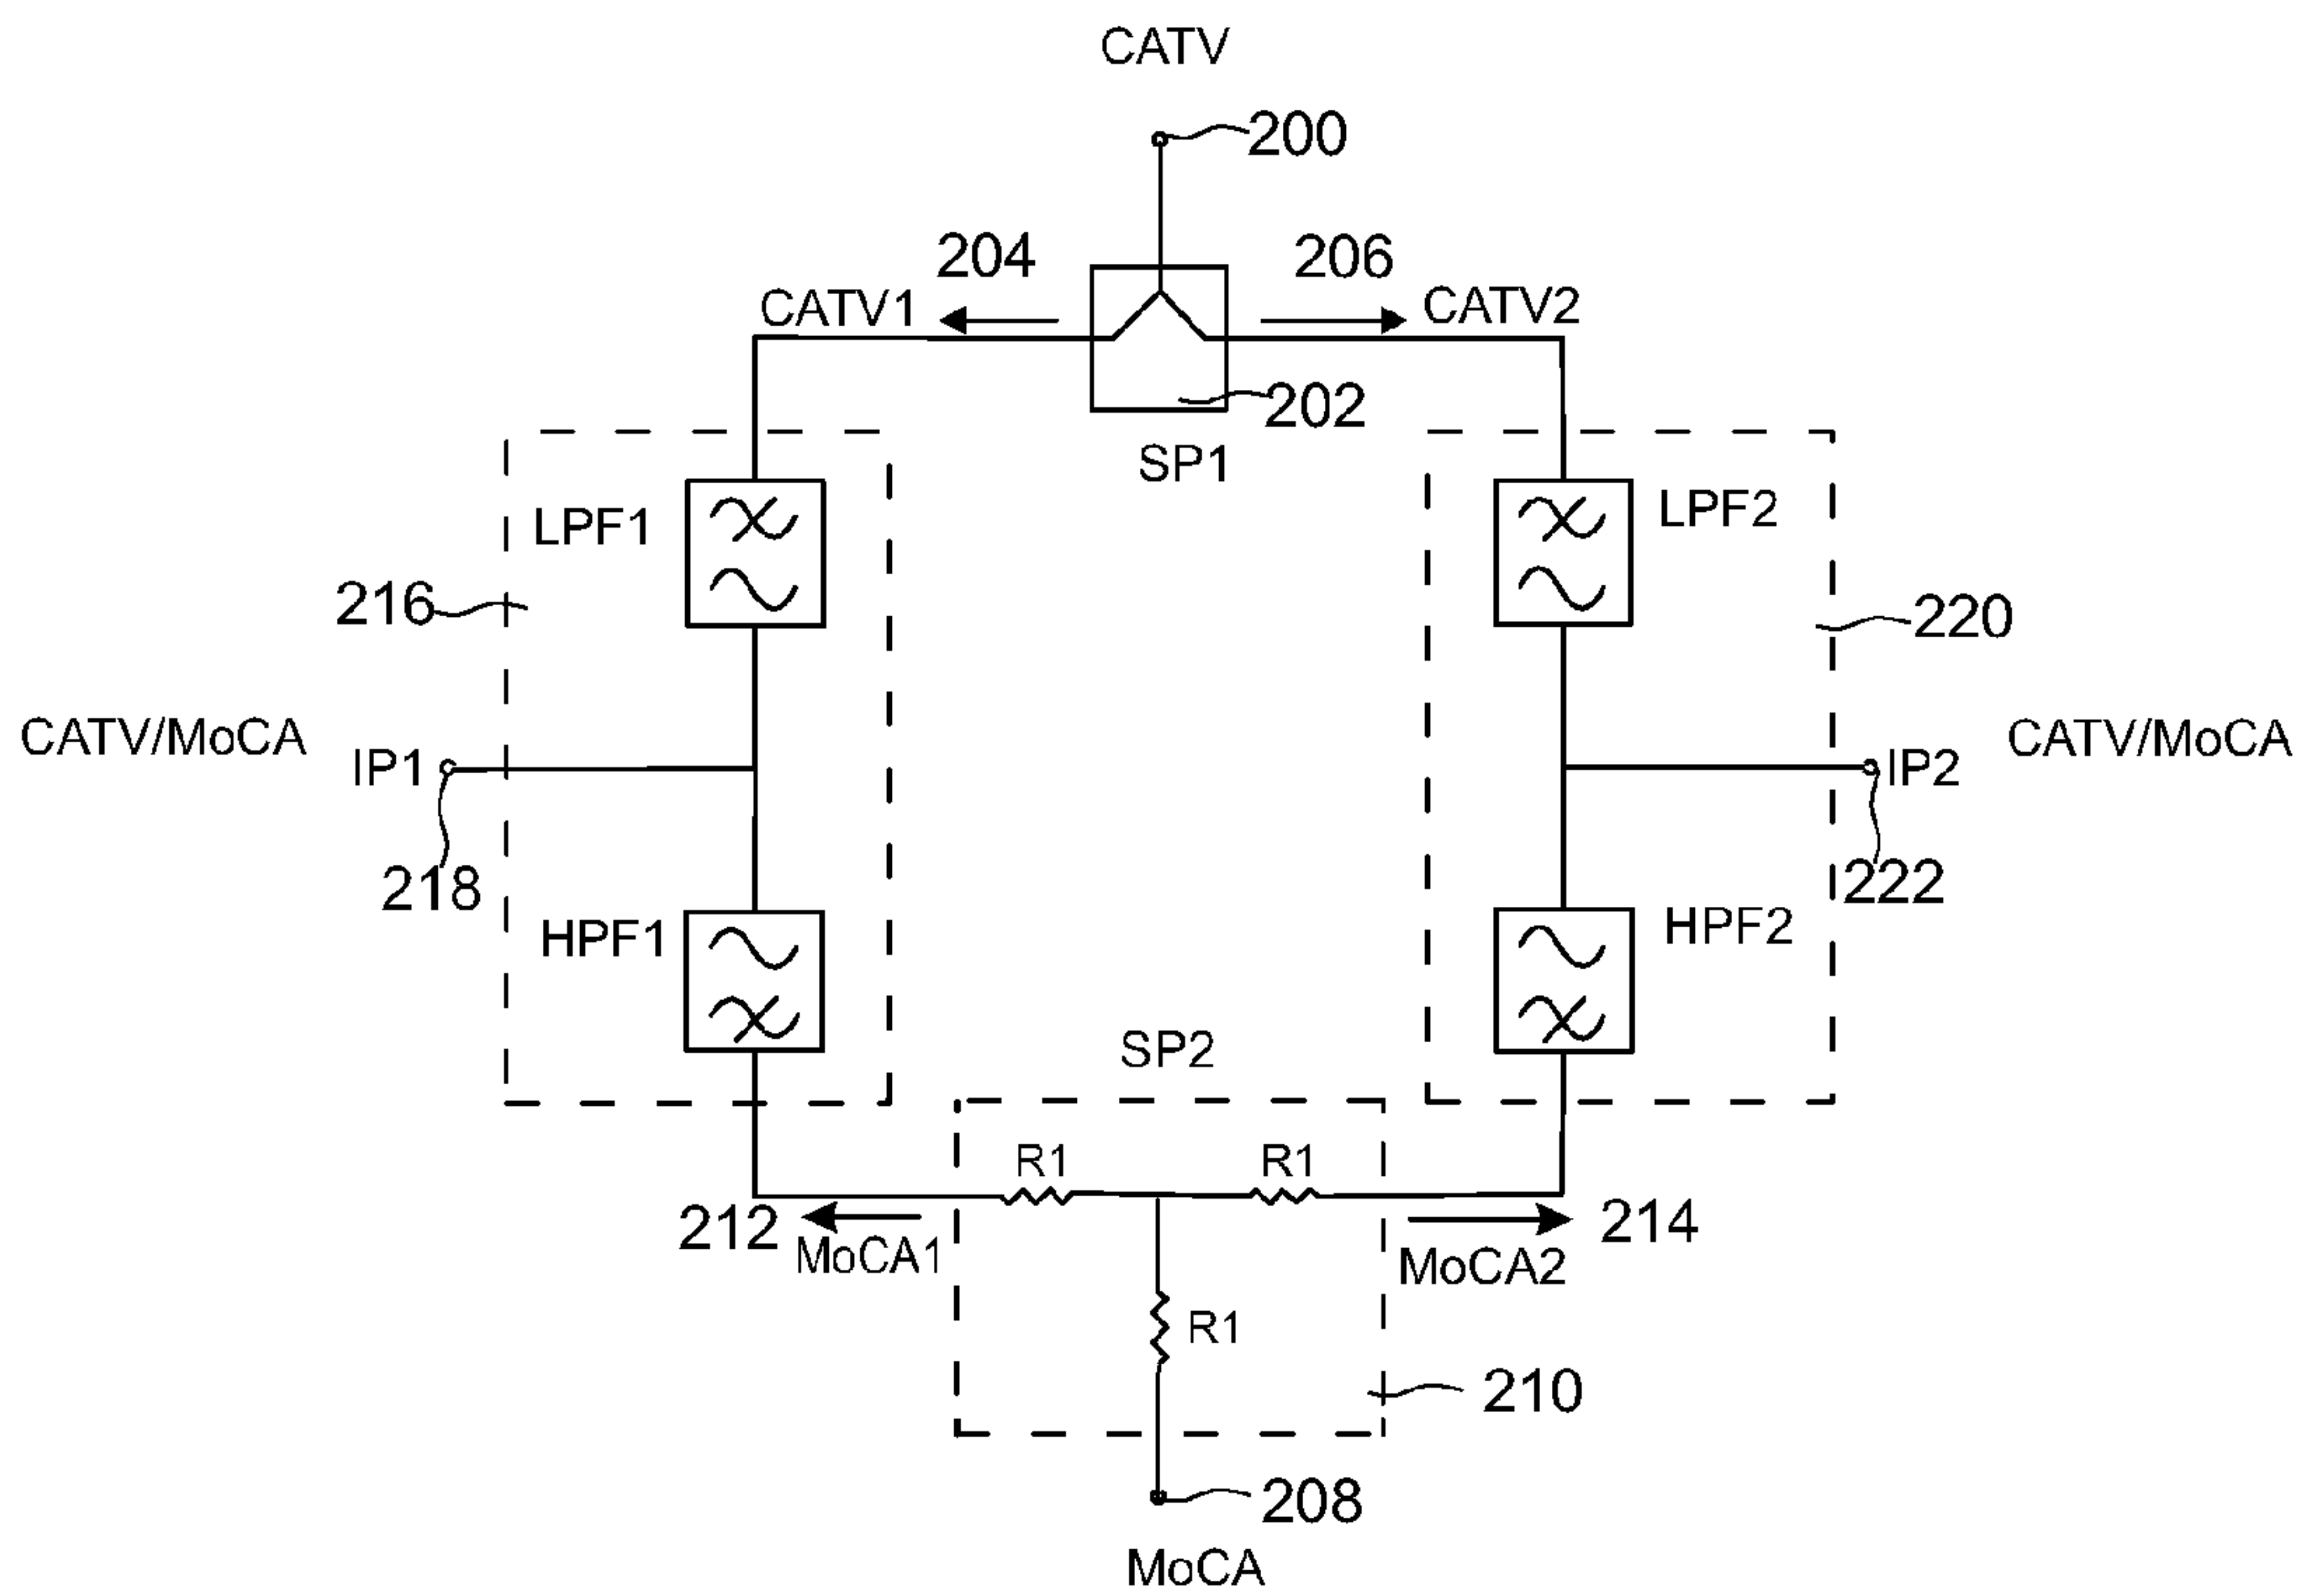 CATV
200
204
206
CATV1
CATV2
202
SP1
LPF1
LPF2
216
220
CATV/MoCA
IP1
IP2
CATV/MoCA
218
222
HPF1
HPF2
SP2
R1
R1
212
MoCA1
214
MoCA2
R1
210
208
MoCA